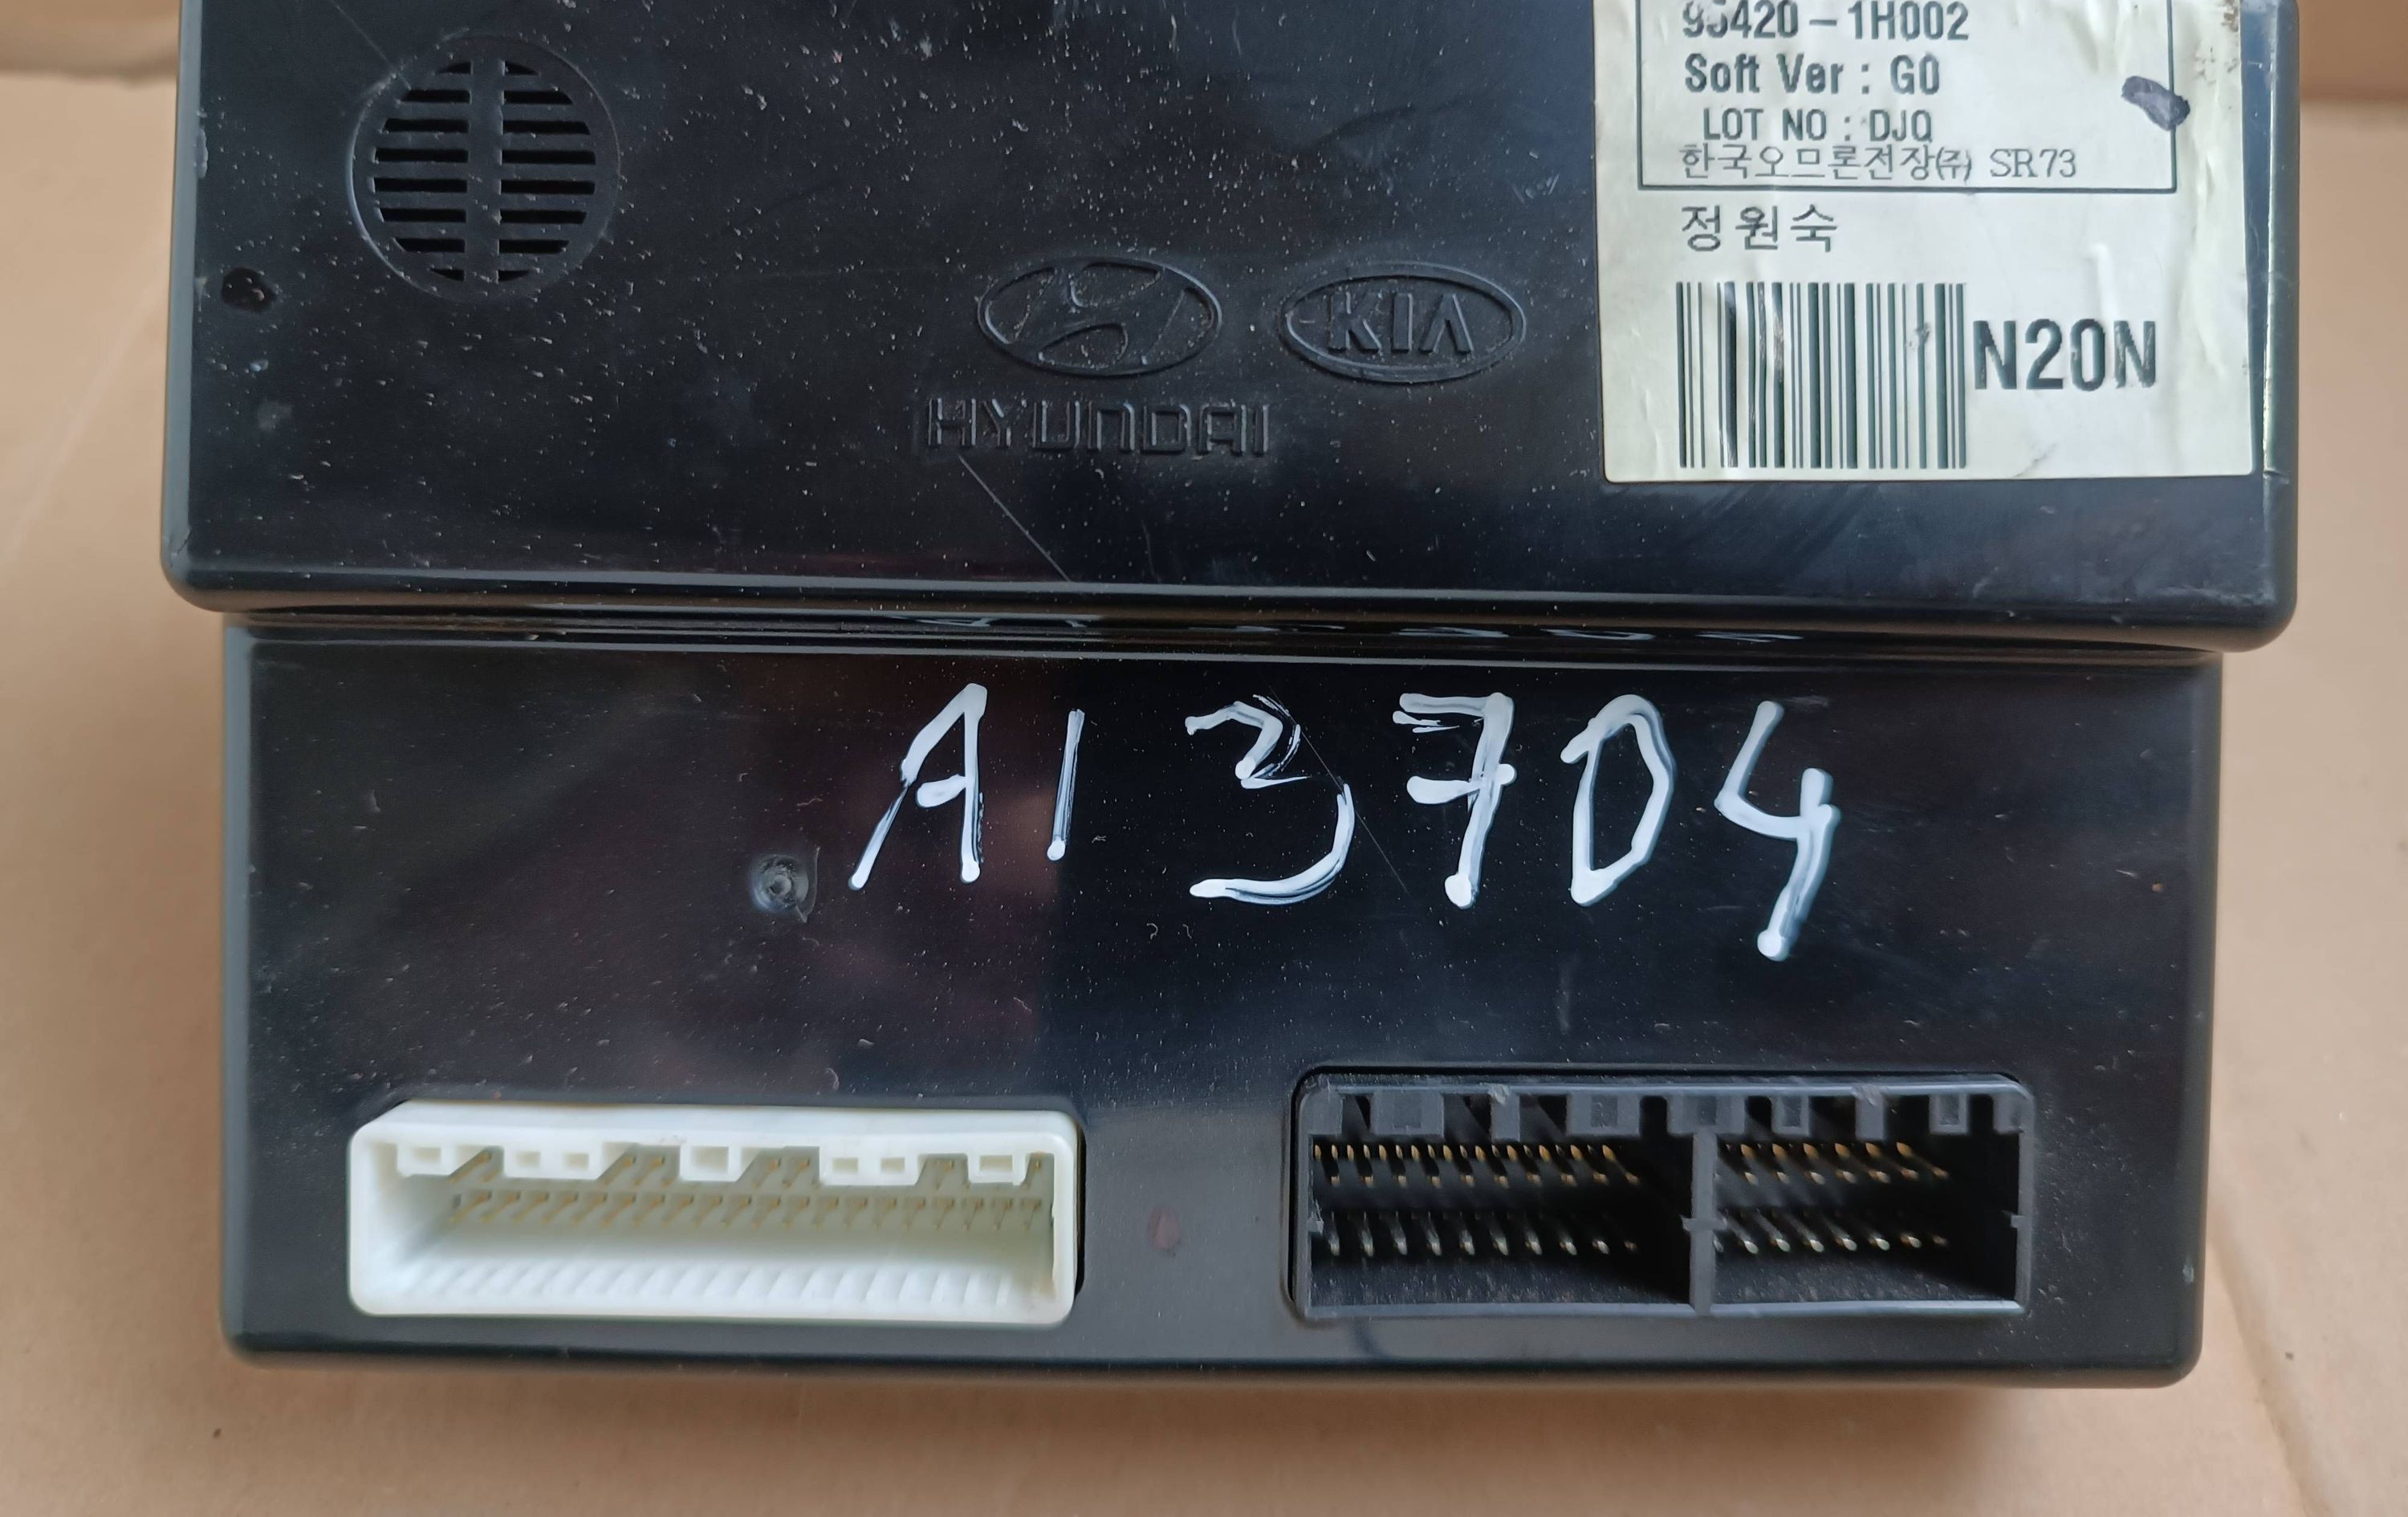 95420-1H002
Soft Ver : G0
LOT NO : DJQ
한국오므론전장㈜ SR73
정원숙
N20N
KIA
HYUNDAI
A13704